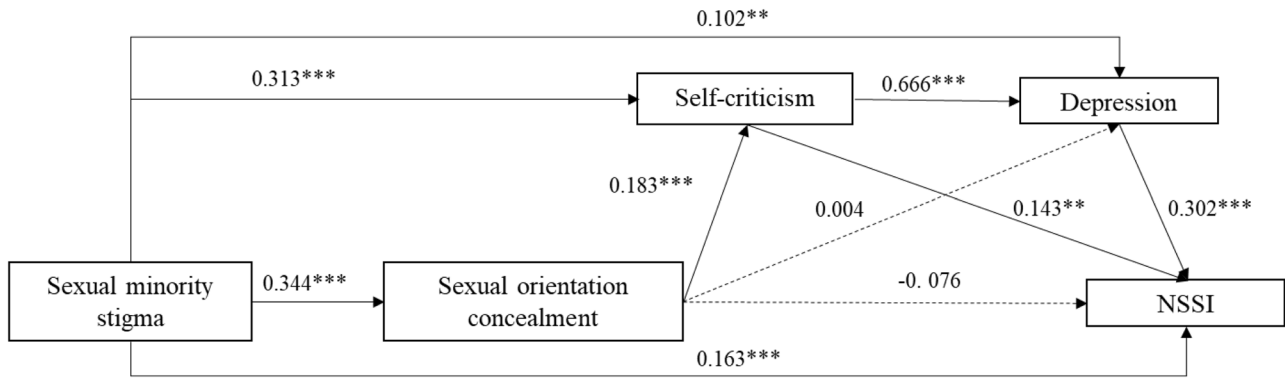 0.102**
0.313***
Self-criticism
0.666***
Depression
0.183***
0.004
0.143**
0.302***
Sexual minority
stigma
0.344***
Sexual orientation
concealment
-0. 076
NSSI
0.163***